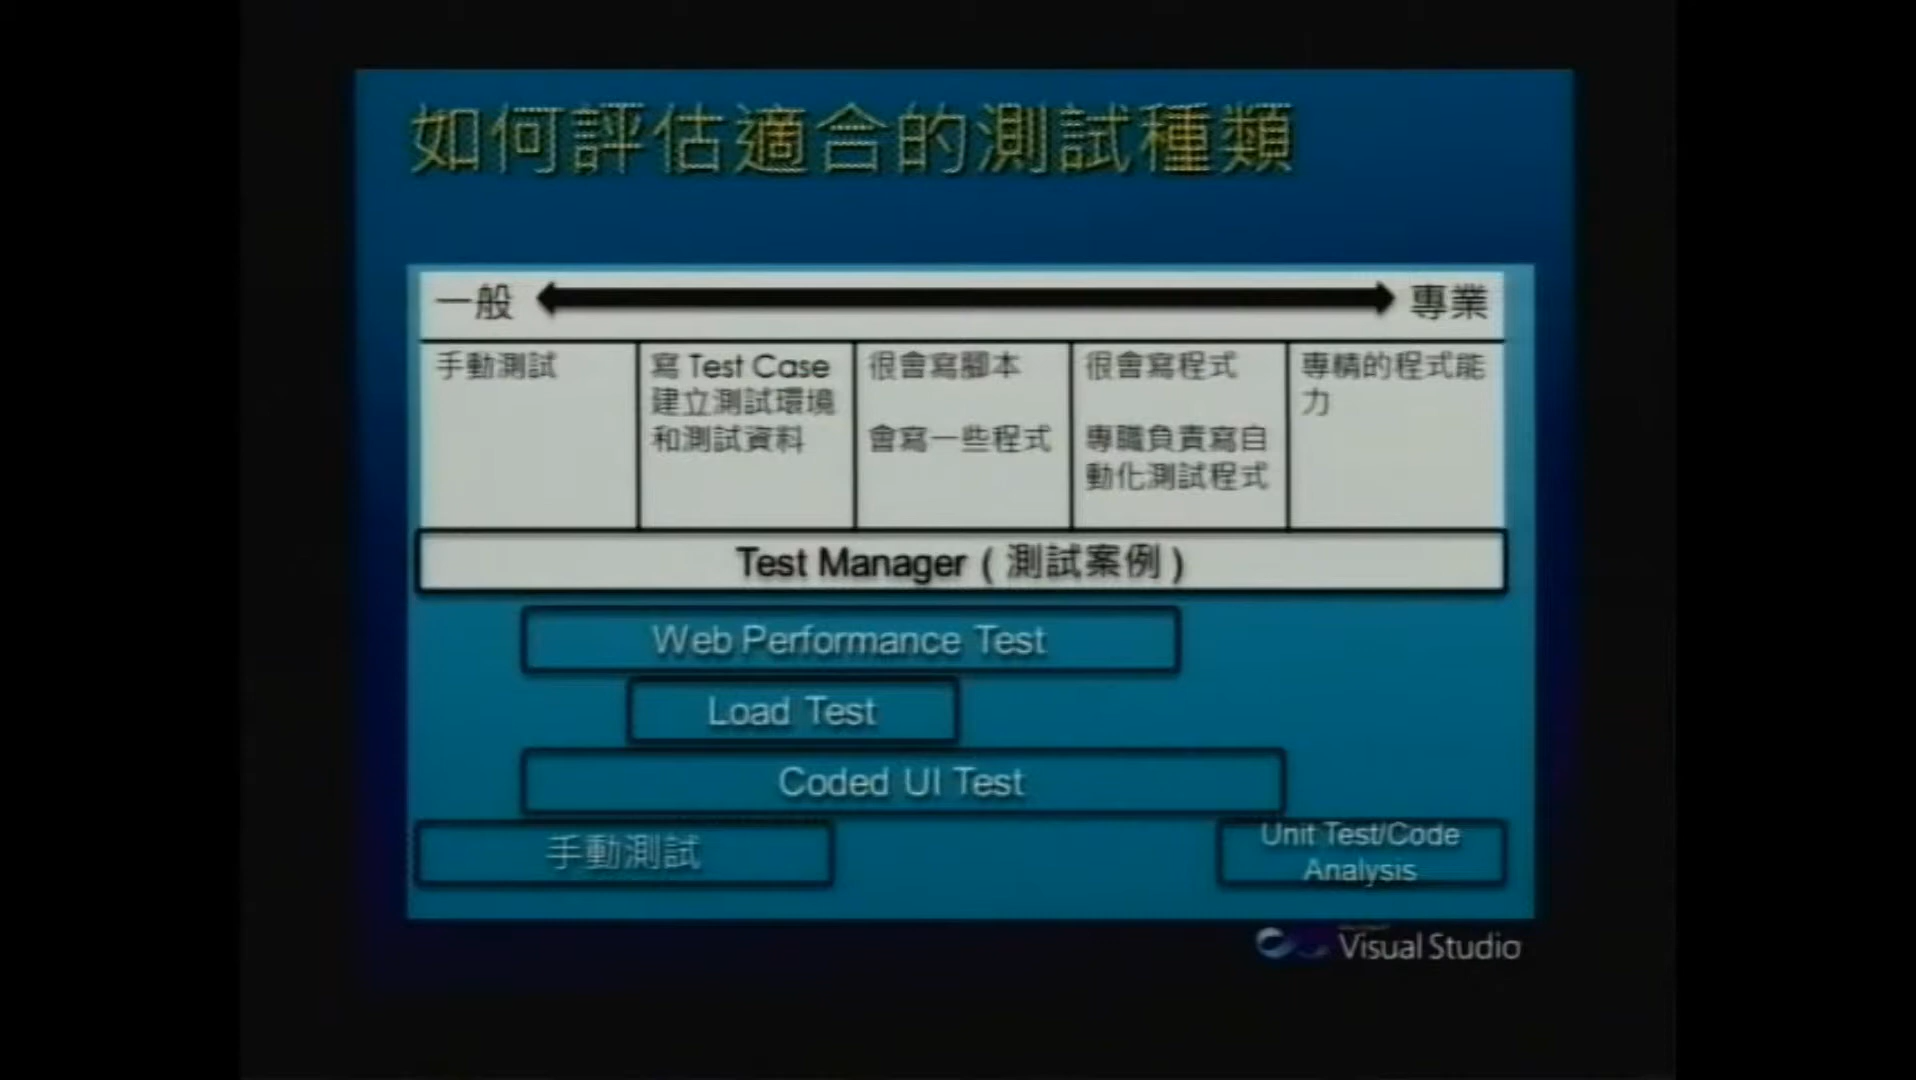 如何評估適合的測試種類
一般
專業
手動測試
寫 Test Case
建立測試環境
和測試資料
很會寫腳本
會寫一些程式
很會寫程式
專職負責寫自
動化測試程式
專精的程式能
力
Test Manager ( 測試案例 )
Web Performance Test
Load Test
Coded UI Test
手動測試
Unit Test/Code
Analysis
Visual Studio